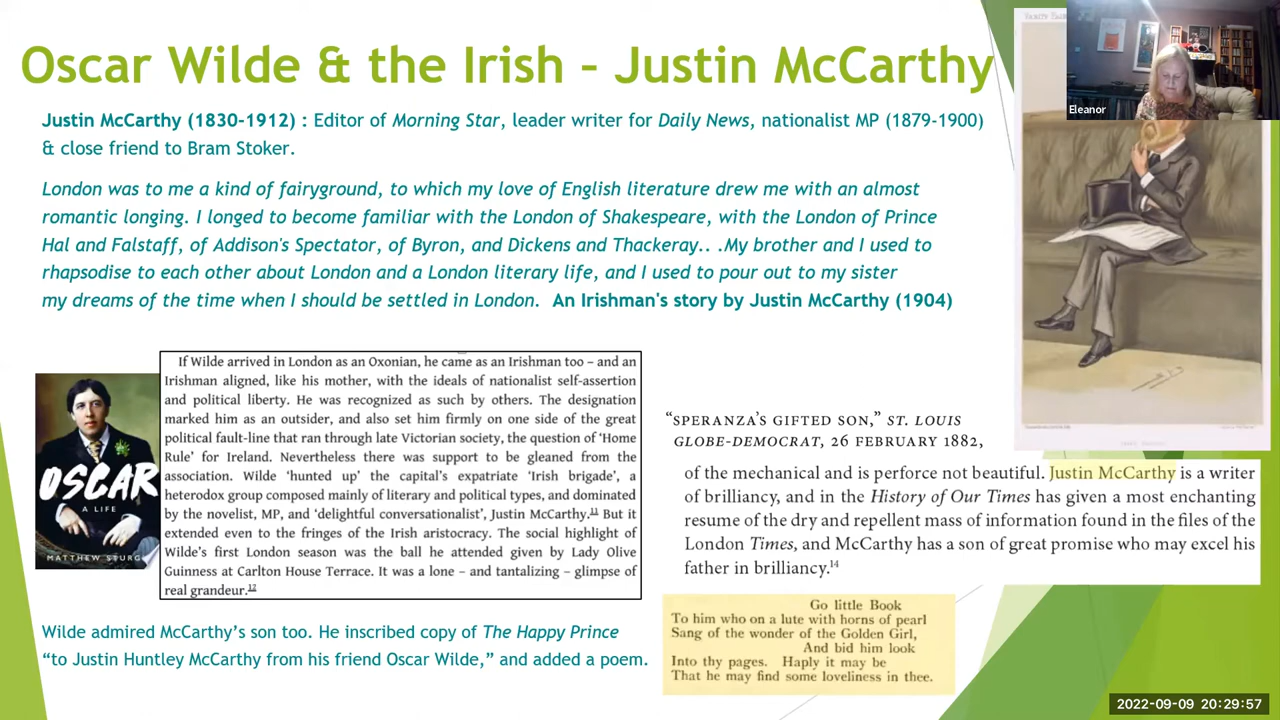 Oscar Wilde & the Irish – Justin McCarthy
Justin McCarthy (1830-1912) : Editor of Morning Star, leader writer for Daily News, nationalist MP (1879-1900)
& close friend to Bram Stoker.
London was to me a kind of fairyground, to which my love of English literature drew me with an almost
romantic longing. I longed to become familiar with the London of Shakespeare, with the London of Prince
Hal and Falstaff, of Addison's Spectator, of Byron, and Dickens and Thackeray.. .My brother and I used to
rhapsodise to each other about London and a London literary life, and I used to pour out to my sister
my dreams of the time when I should be settled in London. An Irishman's story by Justin McCarthy (1904)
If Wilde arrived in London as an Oxonian, he came as an Irishman too – and an
Irishman aligned, like his mother, with the ideals of nationalist self-assertion
and political liberty. He was recognized as such by others. The designation
marked him as an outsider, and also set him firmly on one side of the great
political fault-line that ran through late Victorian society, the question of ‘Home
Rule’ for Ireland. Nevertheless there was support to be gleaned from the
association. Wilde ‘hunted up’ the capital’s expatriate ‘Irish brigade’, a
heterodox group composed mainly of literary and political types, and dominated
by the novelist, MP, and ‘delightful conversationalist’, Justin McCarthy.11 But it
extended even to the fringes of the Irish aristocracy. The social highlight of
Wilde’s first London season was the ball he attended given by Lady Olive
Guinness at Carlton House Terrace. It was a lone – and tantalizing – glimpse of
real grandeur.12
OSCAR
A LIFE
MATTHEW STURG
Wilde admired McCarthy’s son too. He inscribed copy of The Happy Prince
“to Justin Huntley McCarthy from his friend Oscar Wilde,” and added a poem.
“SPERANZA’S GIFTED SON,” ST. LOUIS
GLOBE-DEMOCRAT, 26 FEBRUARY 1882,
of the mechanical and is perforce not beautiful. Justin McCarthy is a writer
of brilliancy, and in the History of Our Times has given a most enchanting
resume of the dry and repellent mass of information found in the files of the
London Times, and McCarthy has a son of great promise who may excel his
father in brilliancy.14
Go little Book
To him who on a lute with horns of pearl
Sang of the wonder of the Golden Girl,
And bid him look
Into thy pages. Haply it may be
That he may find some loveliness in thee.
Eleanor
2022-09-09 20:29:57